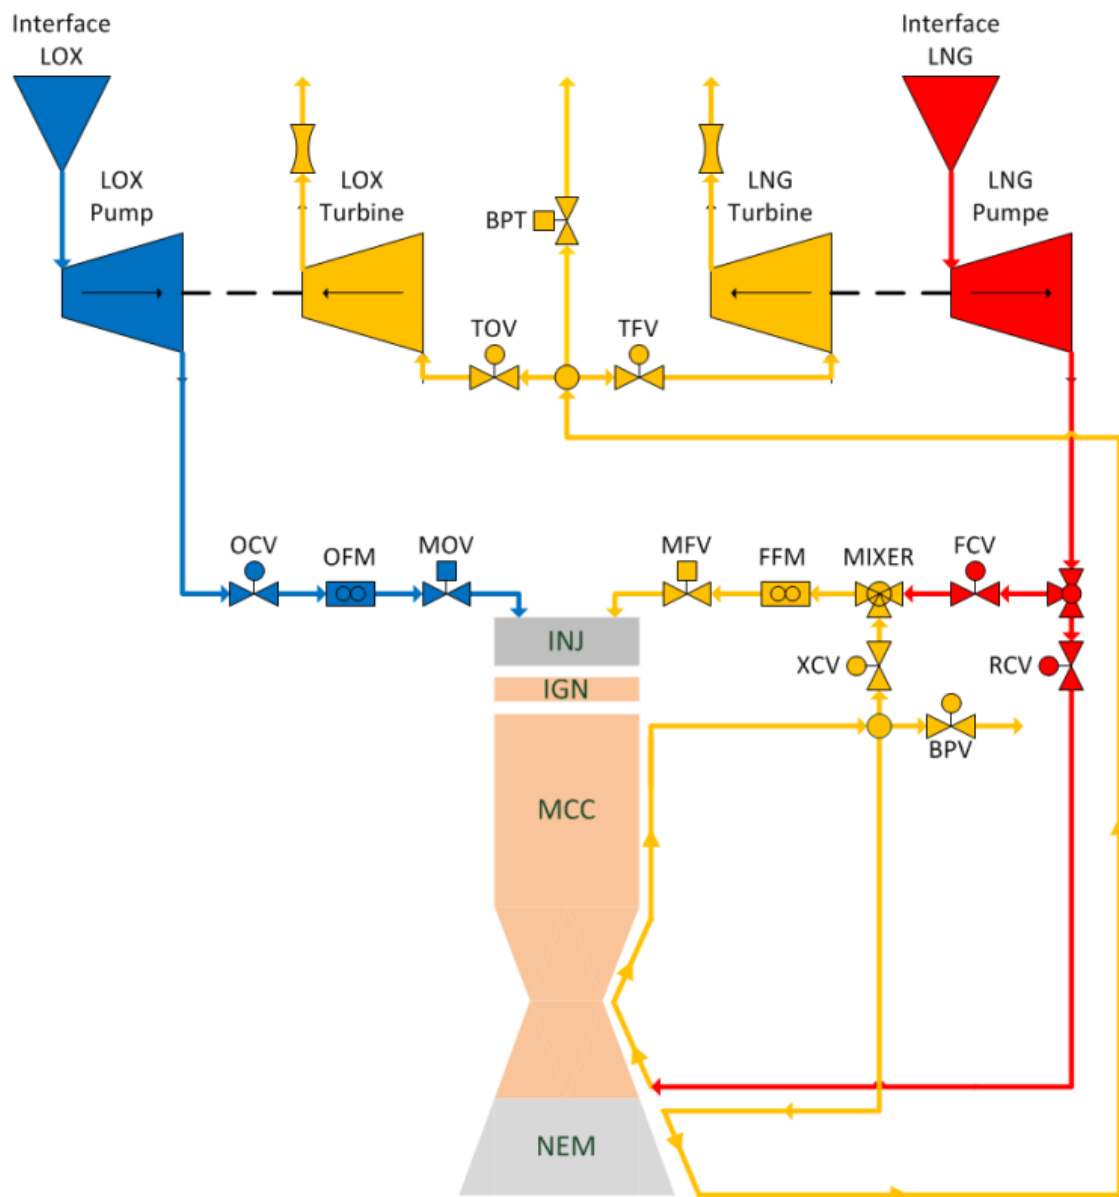 Interface
LOX
Interface
LNG
LOX
Pump
LOX
Turbine
BPT
LNG
Turbine
LNG
Pumpe
TOV
TFV
OCV
OFM
MOV
MFV
FFM
MIXER
FCV
INJ
XCV
RCV
IGN
BPV
MCC
NEM